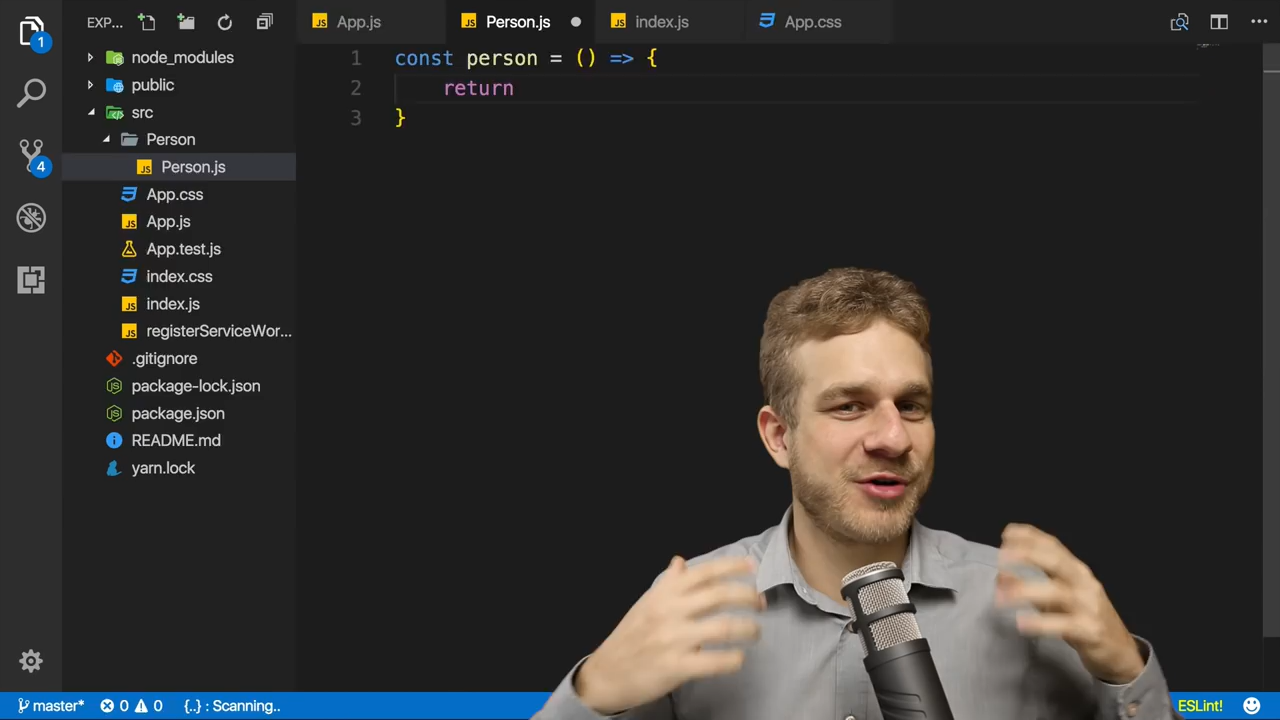 EXP...
App.js
Person.js
index.js
App.css
1
node_modules
public
src
Person
Person.js
App.css
App.js
App.test.js
index.css
index.js
registerServiceWor...
.gitignore
package-lock.json
package.json
README.md
yarn.lock
4
1 const person = () => {
2 return
3 }
master* 0 0 {..} : Scanning.. ESLint!